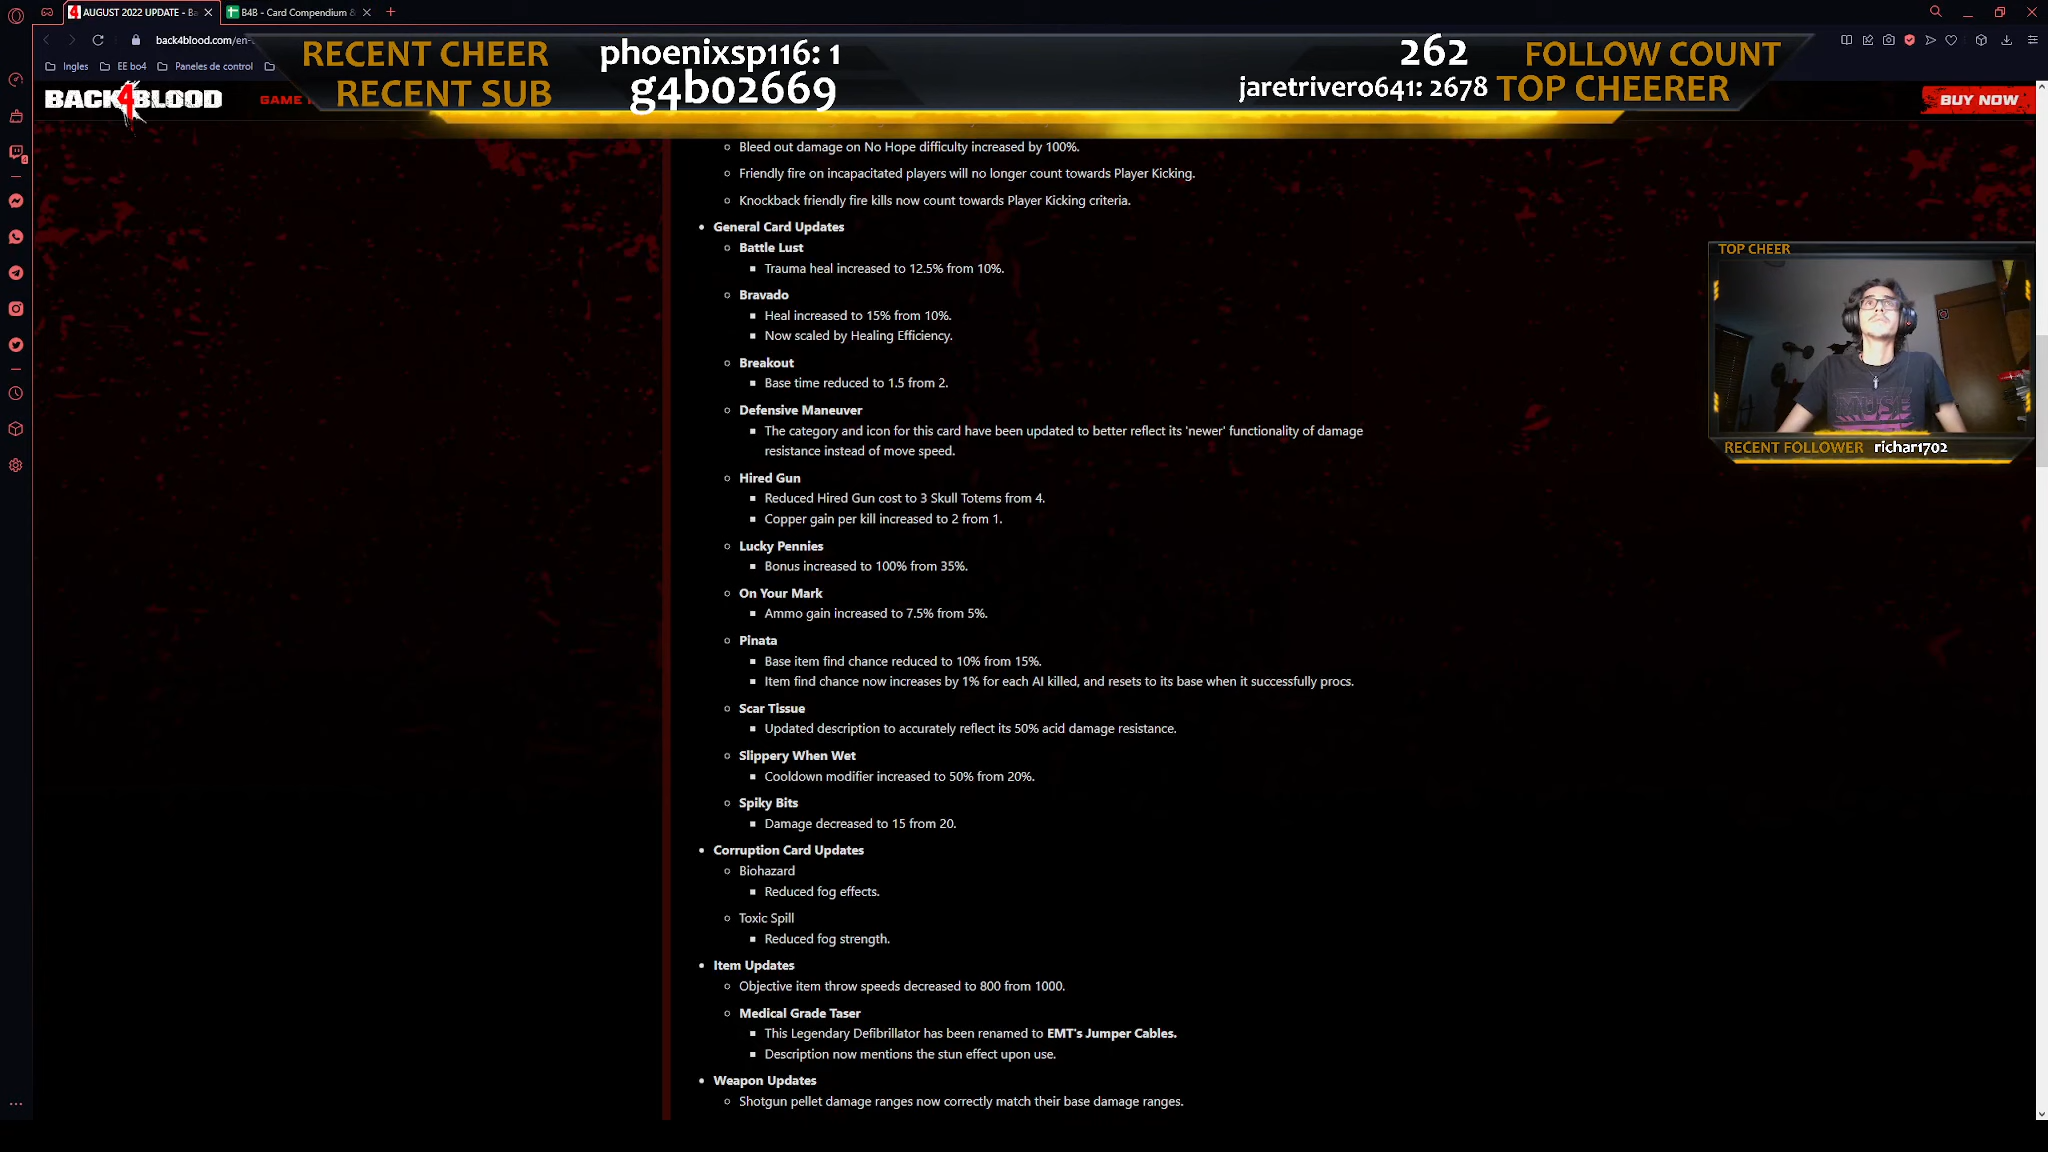 AUGUST 2022 UPDATE - Ba
B4B - Card Compendium &
back4blood.com/en-
Ingles
EE bo4
Paneles de control
RECENT CHEER
phoenixsp116: 1
RECENT SUB
g4b02669
262
FOLLOW COUNT
jaretrivero641: 2678
TOP CHEERER
BACK4BLOOD
GAME
BUY NOW
Bleed out damage on No Hope difficulty increased by 100%.
Friendly fire on incapacitated players will no longer count towards Player Kicking.
Knockback friendly fire kills now count towards Player Kicking criteria.
General Card Updates
Battle Lust
Trauma heal increased to 12.5% from 10%.
Bravado
Heal increased to 15% from 10%.
Now scaled by Healing Efficiency.
Breakout
Base time reduced to 1.5 from 2.
Defensive Maneuver
The category and icon for this card have been updated to better reflect its 'newer' functionality of damage
resistance instead of move speed.
Hired Gun
Reduced Hired Gun cost to 3 Skull Totems from 4.
Copper gain per kill increased to 2 from 1.
Lucky Pennies
Bonus increased to 100% from 35%.
On Your Mark
Ammo gain increased to 7.5% from 5%.
Pinata
Base item find chance reduced to 10% from 15%.
Item find chance now increases by 1% for each AI killed, and resets to its base when it successfully procs.
Scar Tissue
Updated description to accurately reflect its 50% acid damage resistance.
Slippery When Wet
Cooldown modifier increased to 50% from 20%.
Spiky Bits
Damage decreased to 15 from 20.
Corruption Card Updates
Biohazard
Reduced fog effects.
Toxic Spill
Reduced fog strength.
Item Updates
Objective item throw speeds decreased to 800 from 1000.
Medical Grade Taser
This Legendary Defibrillator has been renamed to EMT's Jumper Cables.
Description now mentions the stun effect upon use.
Weapon Updates
Shotgun pellet damage ranges now correctly match their base damage ranges.
TOP CHEER
MUSE
RECENT FOLLOWER richar1702